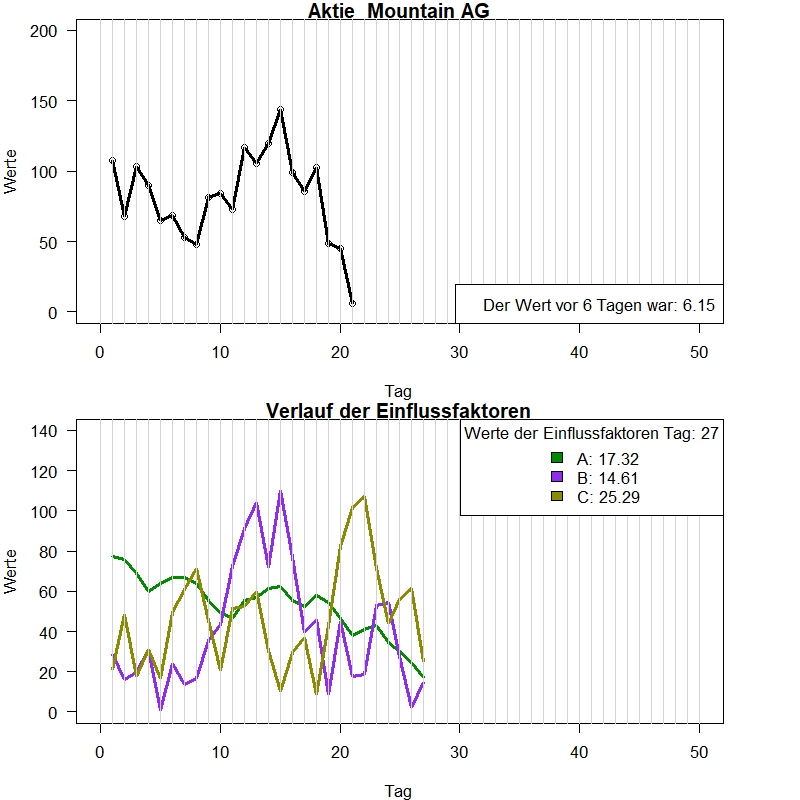 Aktie  Mountain AG
Werte
200
150
100
50
0
Der Wert vor 6 Tagen war: 6.15
0 10 20 30 40 50
Tag
Verlauf der Einflussfaktoren
Werte
140
120
100
80
60
40
20
0
Werte der Einflussfaktoren Tag: 27
A: 17.32
B: 14.61
C: 25.29
0 10 20 30 40 50
Tag